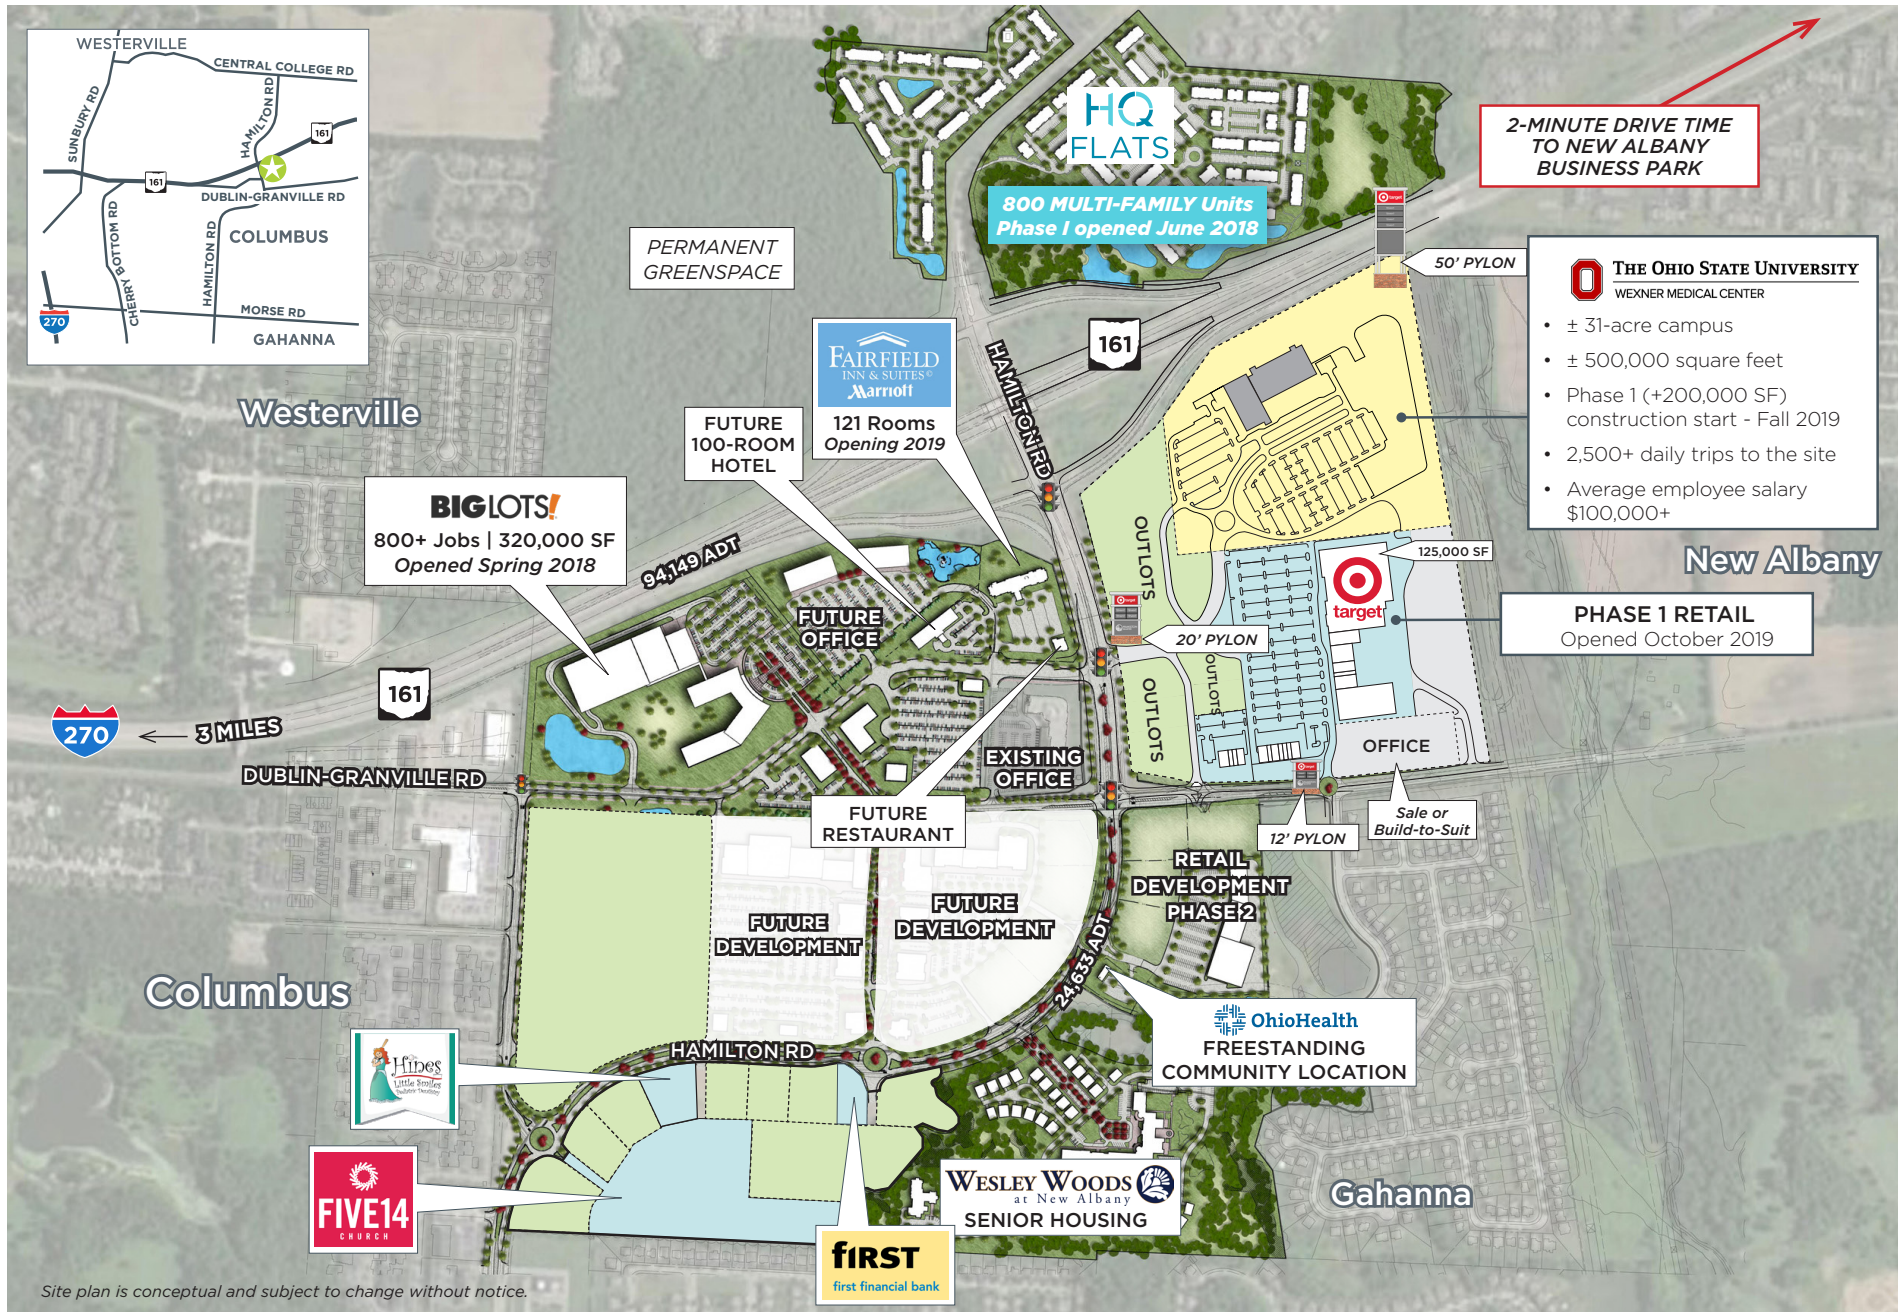 WESTERVILLE
CENTRAL COLLEGE RD
SUNBURY RD
HAMILTON RD
161
161
DUBLIN-GRANVILLE RD
CHERRY BOTTOM RD
HAMILTON RD
COLUMBUS
MORSE RD
270
GAHANNA
HQ
FLATS
800 MULTI-FAMILY Units
Phase I opened June 2018
2-MINUTE DRIVE TIME
TO NEW ALBANY
BUSINESS PARK
PERMANENT
GREENSPACE
target
50' PYLON
THE OHIO STATE UNIVERSITY
WEXNER MEDICAL CENTER
• ± 31-acre campus
• ± 500,000 square feet
• Phase 1 (+200,000 SF)
construction start - Fall 2019
• 2,500+ daily trips to the site
• Average employee salary
$100,000+
161
HAMILTON RD
FAIRFIELD
INN & SUITES©
Marriott
121 Rooms
Opening 2019
FUTURE
100-ROOM
HOTEL
Westerville
BIG LOTS!
800+ Jobs | 320,000 SF
Opened Spring 2018
94,149 ADT
OUTLOTS
125,000 SF
target
New Albany
PHASE 1 RETAIL
Opened October 2019
FUTURE
OFFICE
target
20' PYLON
OUTLOTS
OUTLOTS
161
270
3 MILES
DUBLIN-GRANVILLE RD
EXISTING
OFFICE
OFFICE
target
12' PYLON
Sale or
Build-to-Suit
FUTURE
RESTAURANT
RETAIL
DEVELOPMENT
PHASE 2
FUTURE
DEVELOPMENT
FUTURE
DEVELOPMENT
24,633 ADT
Columbus
OhioHealth
FREESTANDING
COMMUNITY LOCATION
HAMILTON RD
Hines
Little Smiles
Pediatric Dentistry
FIVE14
CHURCH
WESLEY WOODS
at New Albany
SENIOR HOUSING
Gahanna
fiRST
first financial bank
Site plan is conceptual and subject to change without notice.